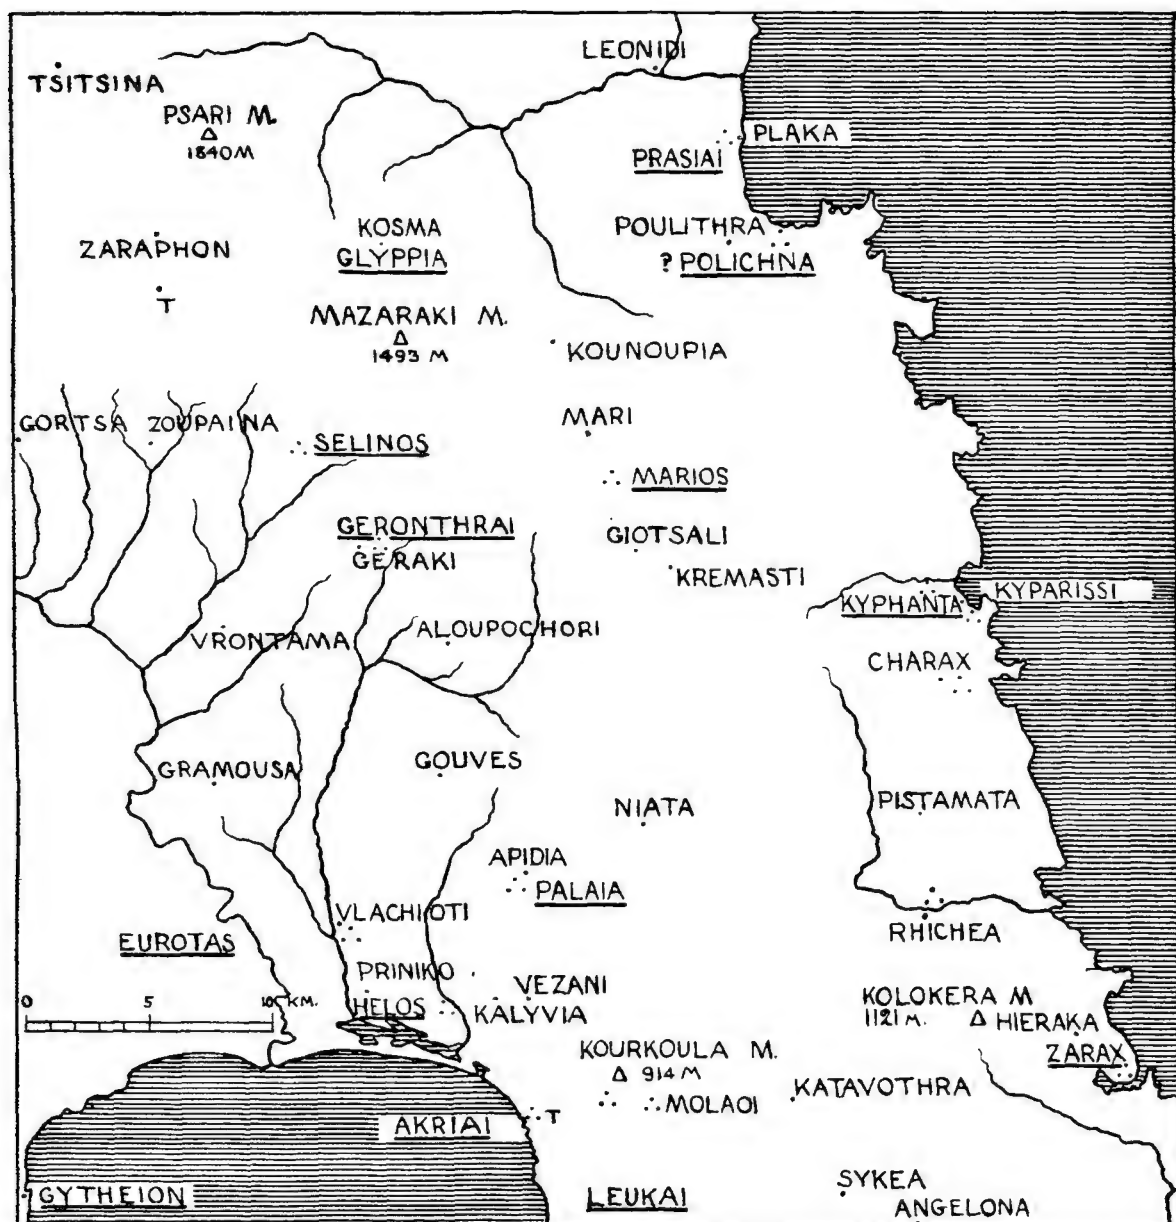 LEONIDI
TSITSINA
PSARI M.
1840 M
PLAKA
PRASIAI
KOSMA
GLYPPIA
POULITHRA
? POLICHNA
ZARAPHON
T
MAZARAKI M.
1493 M
KOUNOUPIA
GORTSA
ZOUPAINA
SELINOS
MARI
MARIOS
GERONTHRAI
GERAKI
GIOTSALI
KREMASTI
KYPARISSI
KYPHANTA
VRONTAMA
ALOUPOCHORI
CHARAX
GRAMOUSA
GOUVES
NIATA
PISTAMATA
APIDIA
PALAIA
VLACHIOTI
EUROTAS
RHICHEA
PRINIKO
VEZANI
HELOS
KALYVIA
0 5 10 KM.
KOLOKERA M
1121 M.
HIERAKA
ZARAX
KOURKOULA M.
914 M
KATAVOTHRA
MOLAOI
AKRIAI
T
GYTHEION
LEUKAI
SYKEA
ANGELONA